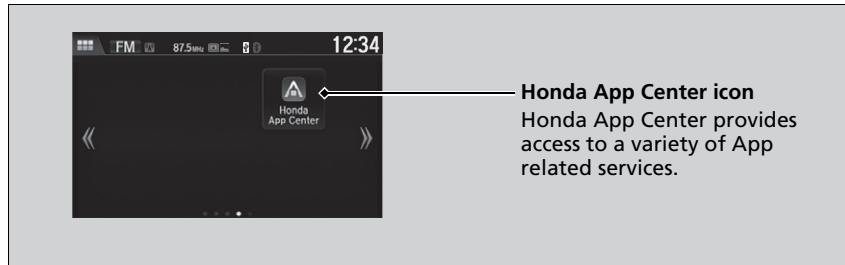 FM 87.5MHz 12:34
Honda
App Center
Honda App Center icon
Honda App Center provides
access to a variety of App
related services.